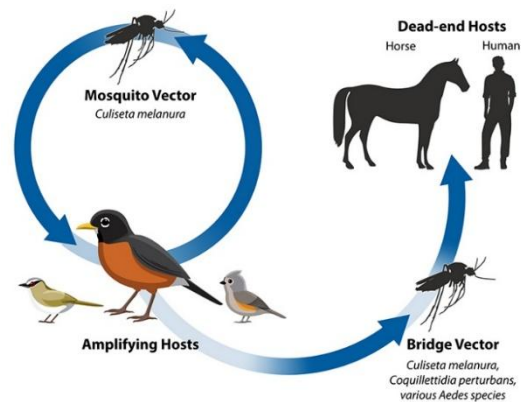 Dead-end Hosts
Horse
Human
Mosquito Vector
Culiseta melanura
Amplifying Hosts
Bridge Vector
Culiseta melanura,
Coquillettidia perturbans,
various Aedes species